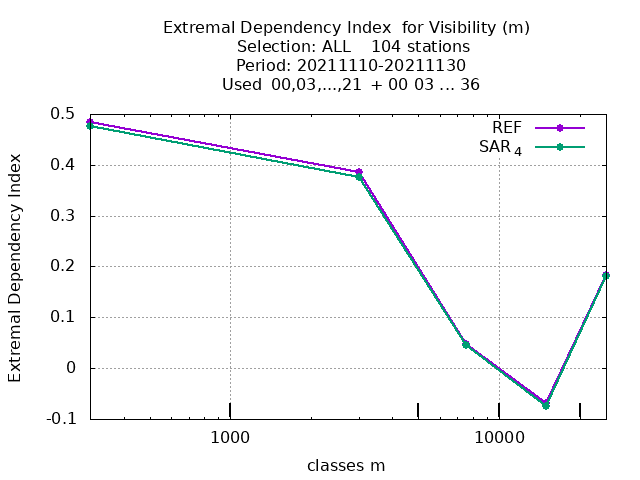 Extremal Dependency Index  for Visibility (m)
Selection: ALL    104 stations
Period: 20211110-20211130
Used  00,03,...,21  + 00 03 ... 36
REF
SAR 4
0.5
0.4
0.3
0.2
0.1
0
-0.1
Extremal Dependency Index
1000
10000
classes m